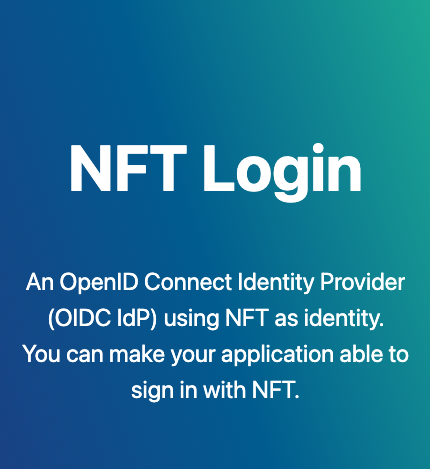 NFT Login
An OpenID Connect Identity Provider
(OIDC IdP) using NFT as identity.
You can make your application able to
sign in with NFT.